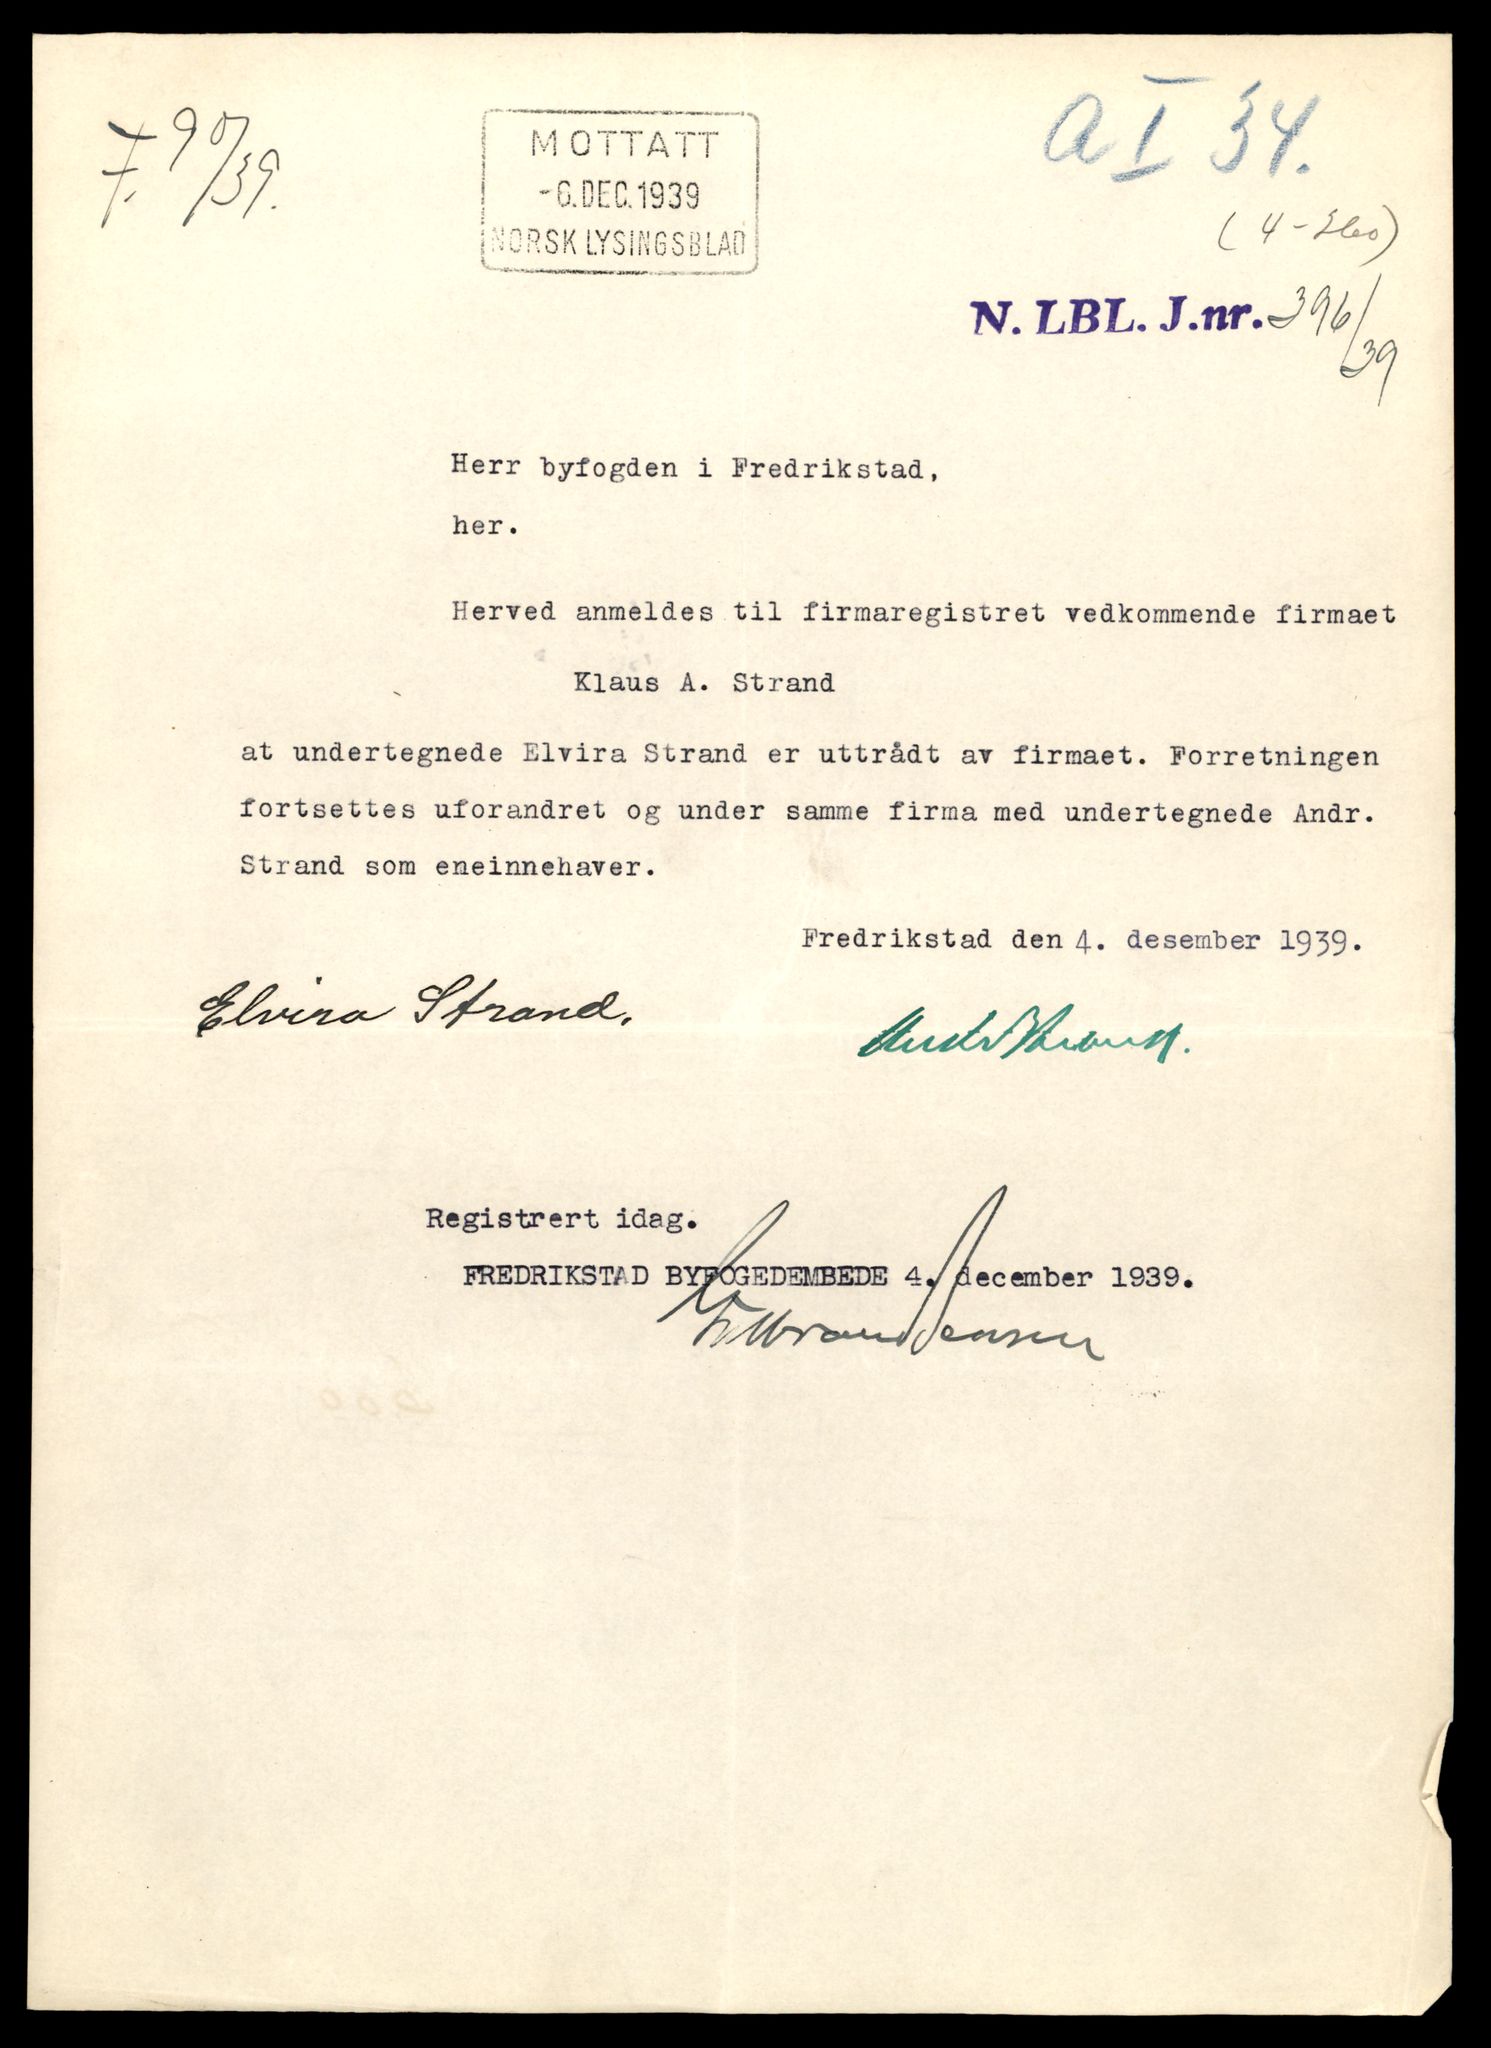 F. 90/39.
MOTTATT
-6. DEC. 1939
NORSK LYSINGSBLAD
A I 34.
N. LBL. J.nr. 396/39
Herr byfogden i Fredrikstad,
her.
Herved anmeldes til firmaregistret vedkommende firmaet
Klaus A. Strand
at undertegnede Elvira Strand er uttrådt av firmaet. Forretningen
fortsettes uforandret og under samme firma med undertegnede Andr.
Strand som eneinnehaver.
Fredrikstad den 4. desember 1939.
Elvira Strand.
Andr Strand.
Registrert idag.
FREDRIKSTAD BYFOGEDEMBEDE 4. december 1939.